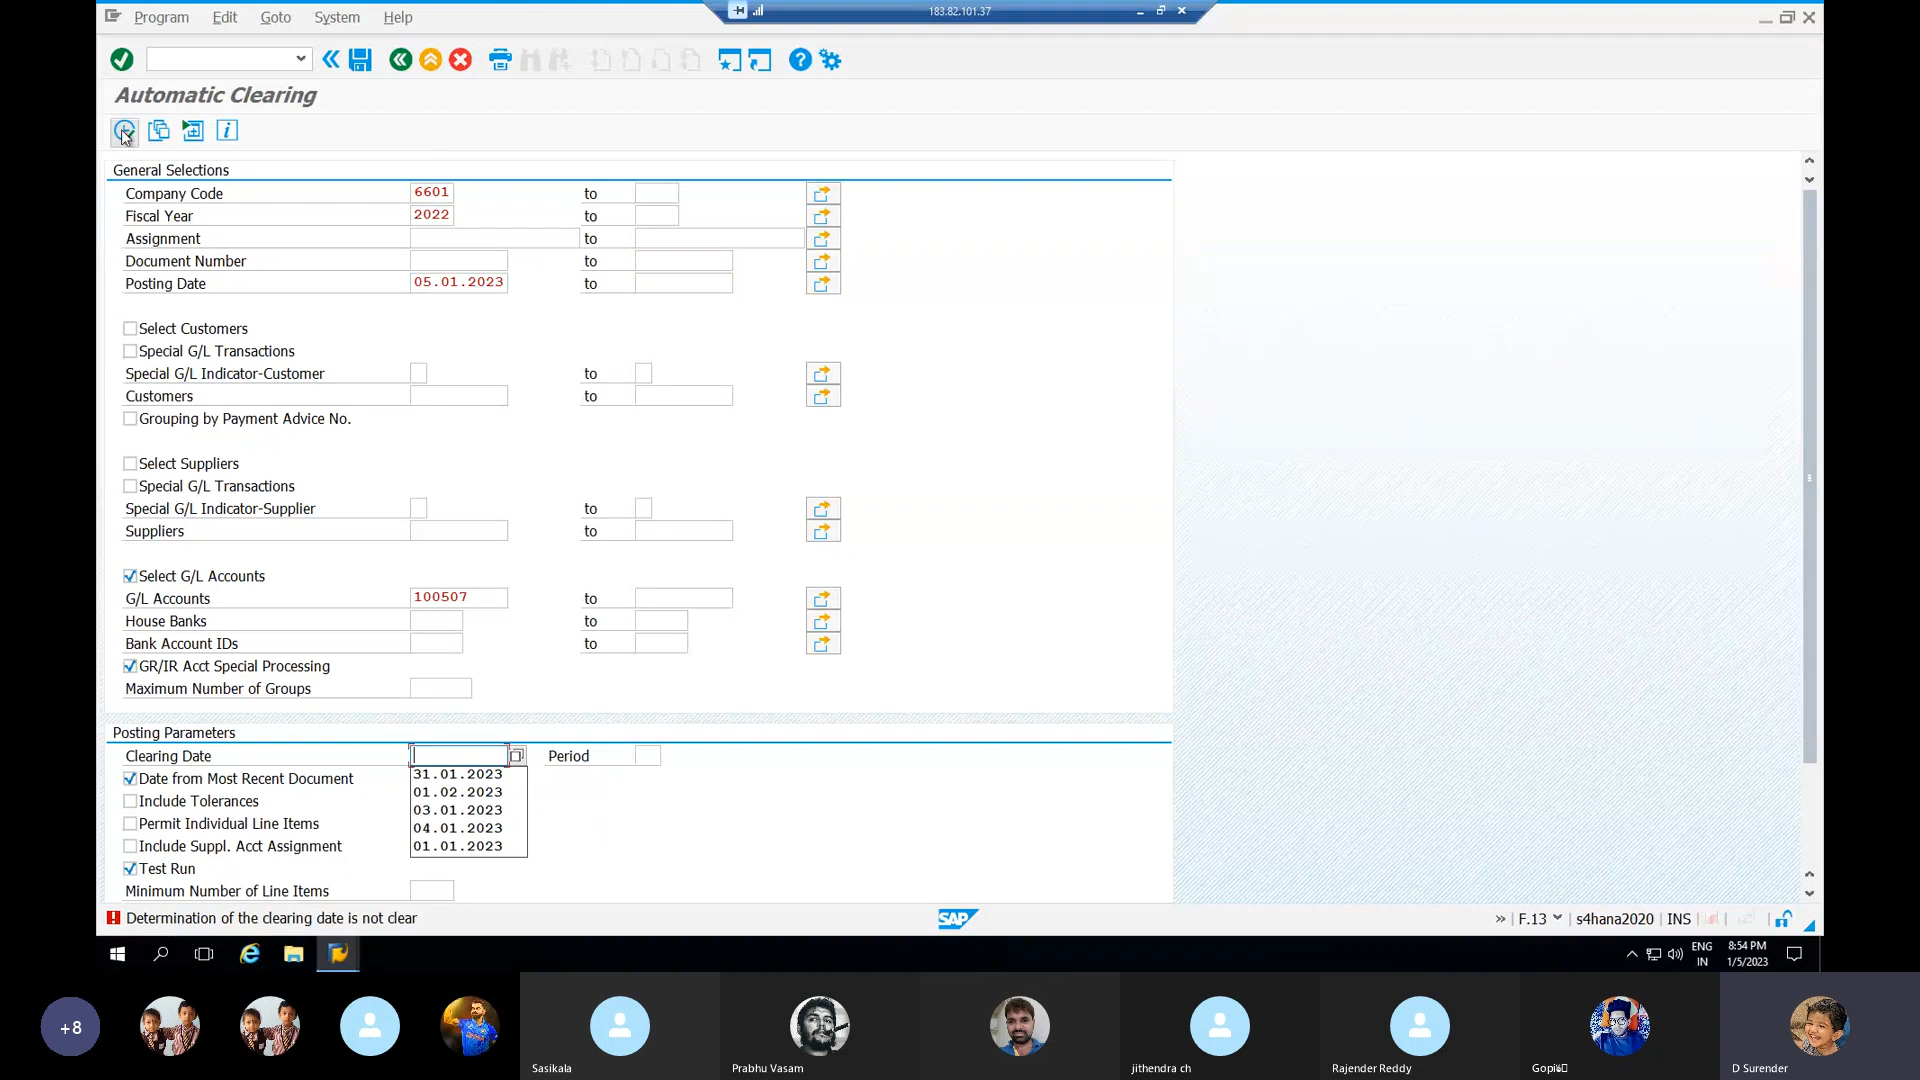 Program Edit Goto System Help
183.82.101.37
Automatic Clearing
General Selections
Company Code 6601 to
Fiscal Year 2022 to
Assignment to
Document Number to
Posting Date 05.01.2023 to
Select Customers
Special G/L Transactions
Special G/L Indicator-Customer to
Customers to
Grouping by Payment Advice No.
Select Suppliers
Special G/L Transactions
Special G/L Indicator-Supplier to
Suppliers to
Select G/L Accounts
G/L Accounts 100507 to
House Banks to
Bank Account IDs to
GR/IR Acct Special Processing
Maximum Number of Groups
Posting Parameters
Clearing Date Period
Date from Most Recent Document 31.01.2023
01.02.2023
Include Tolerances 03.01.2023
Permit Individual Line Items 04.01.2023
Include Suppl. Acct Assignment 01.01.2023
Test Run
Minimum Number of Line Items
Determination of the clearing date is not clear SAP F.13 s4hana2020 INS
ENG 8:54 PM
IN 1/5/2023
+8
Sasikala Prabhu Vasam jithendra ch Rajender Reddy D Surender